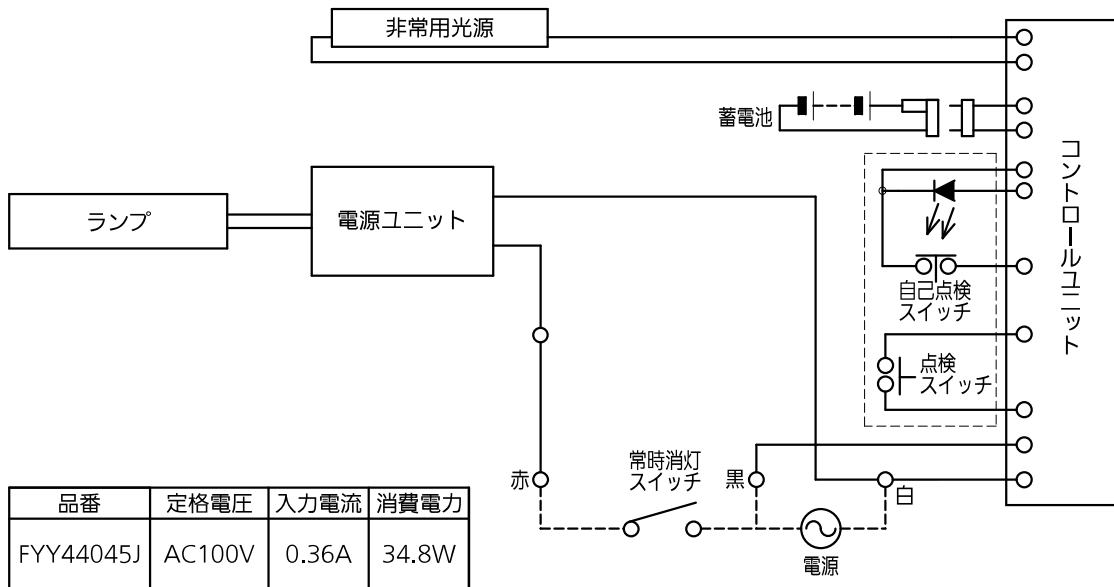 非常用光源
蓄電池
コントロールユニット
ランプ
電源ユニット
自己点検
スイッチ
点検
スイッチ
常時消灯
スイッチ
赤
黒
白
電源
品番 定格電圧 入力電流 消費電力
FYY44045J AC100V 0.36A 34.8W